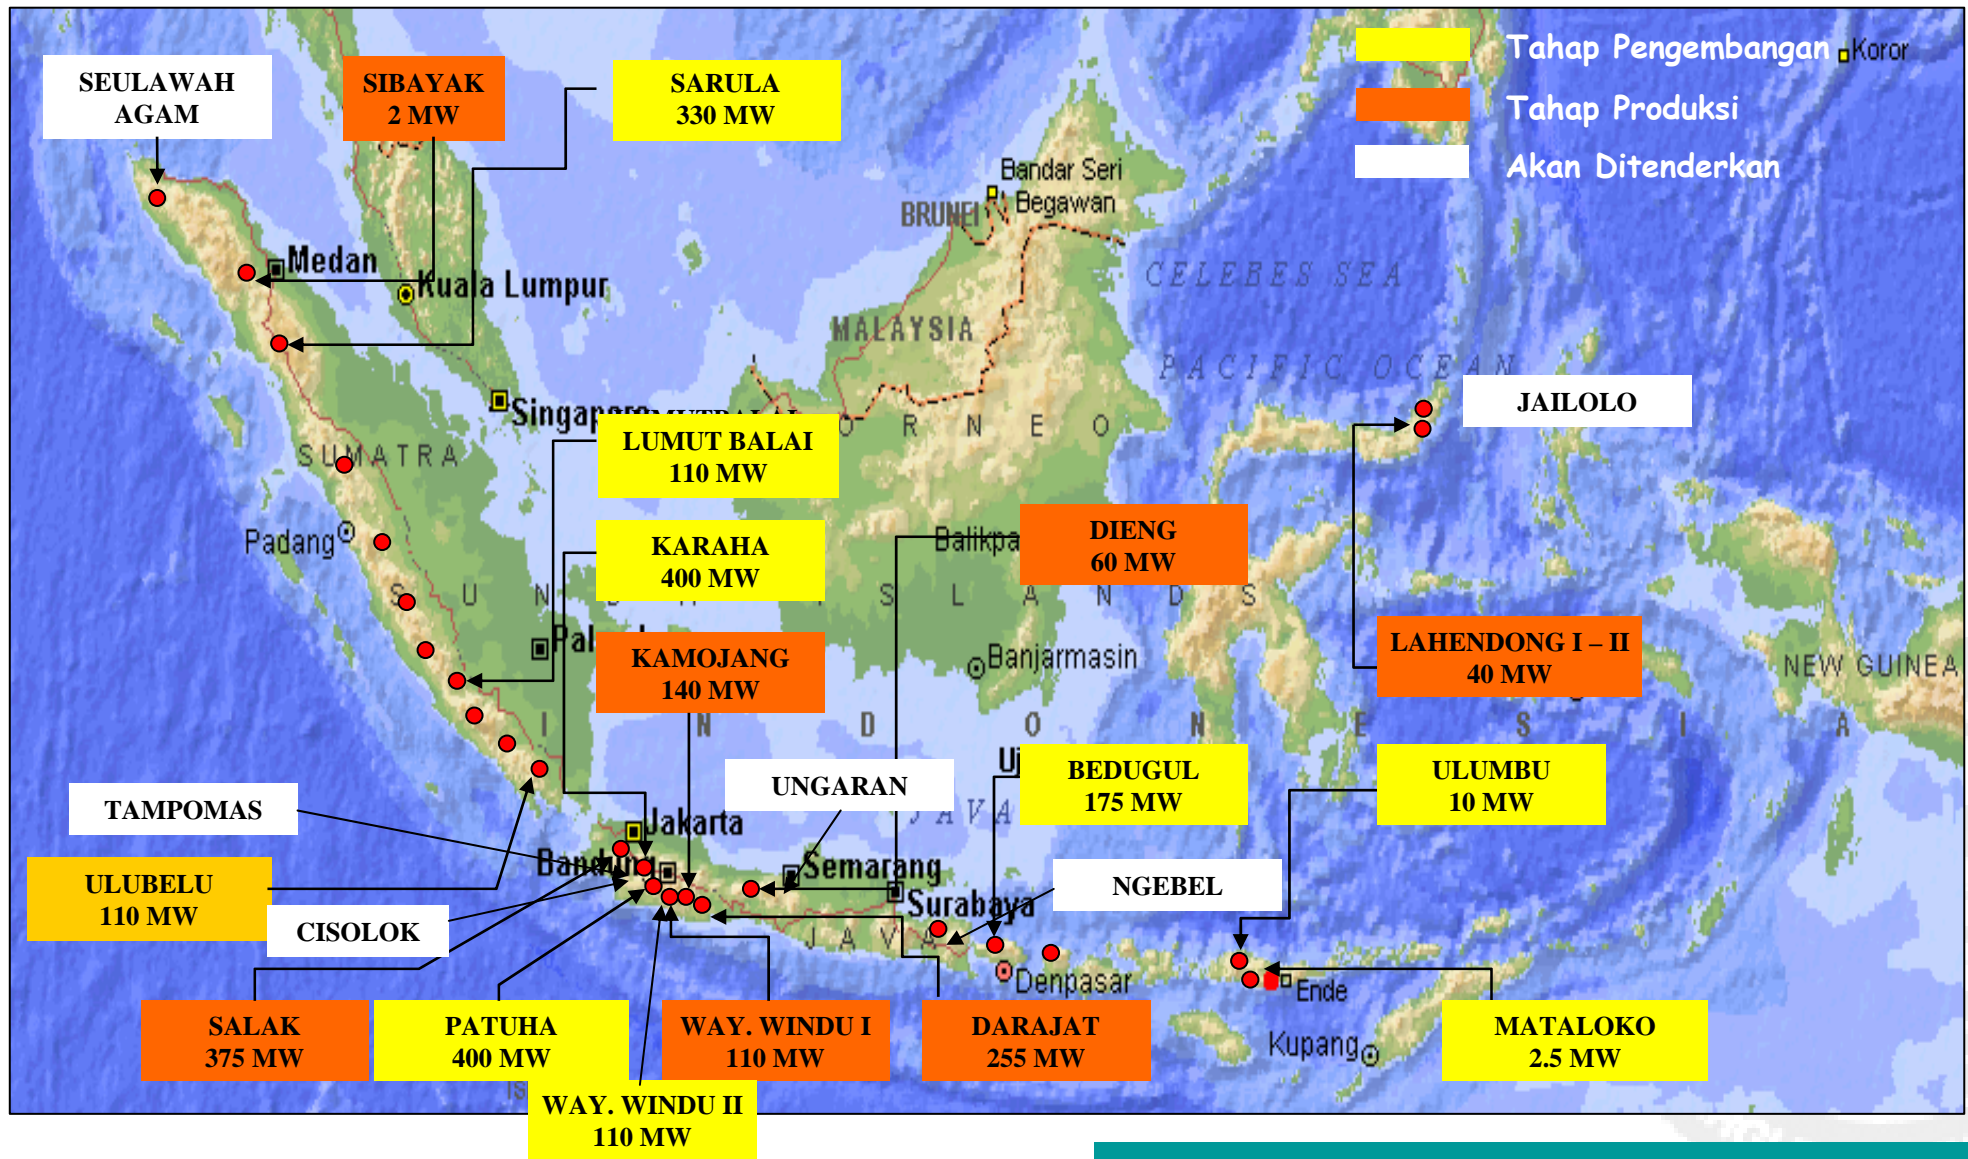 Tahap Pengembangan
Koror
SEULAWAH
AGAM
SIBAYAK
2 MW
SARULA
330 MW
Tahap Produksi
Akan Ditenderkan
Bandar Seri
Begawan
BRUNEI
Medan
Kuala Lumpur
CELEBES SEA
MALAYSIA
PACIFIC OCEAN
JAILOLO
LUMUT BALAI
110 MW
O R N E O
SUMATRA
Padang
KARAHA
400 MW
DIENG
60 MW
S U N I S L A N D S
KAMOJANG
140 MW
Banjarmasin
LAHENDONG I – II
40 MW
NEW GUINEA
I N D O N E S I A
UNGARAN
BEDUGUL
175 MW
ULUMBU
10 MW
TAMPOMAS
JAVA
Jakarta
Bandung
Semarang
ULUBELU
110 MW
NGEBEL
Surabaya
CISOLOK
JAVA
Denpasar
Ende
Kupang
SALAK
375 MW
PATUHA
400 MW
WAY. WINDU I
110 MW
DARAJAT
255 MW
MATALOKO
2.5 MW
WAY. WINDU II
110 MW